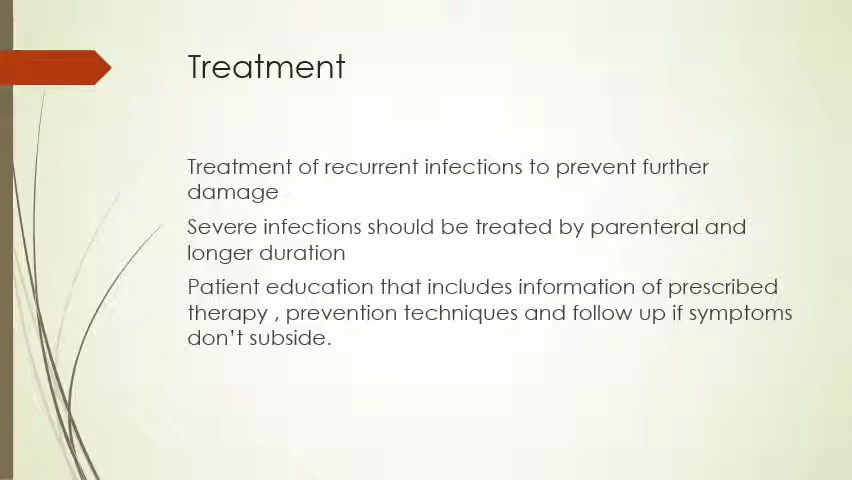 Treatment
Treatment of recurrent infections to prevent further
damage
Severe infections should be treated by parenteral and
longer duration
Patient education that includes information of prescribed
therapy , prevention techniques and follow up if symptoms
don’t subside.